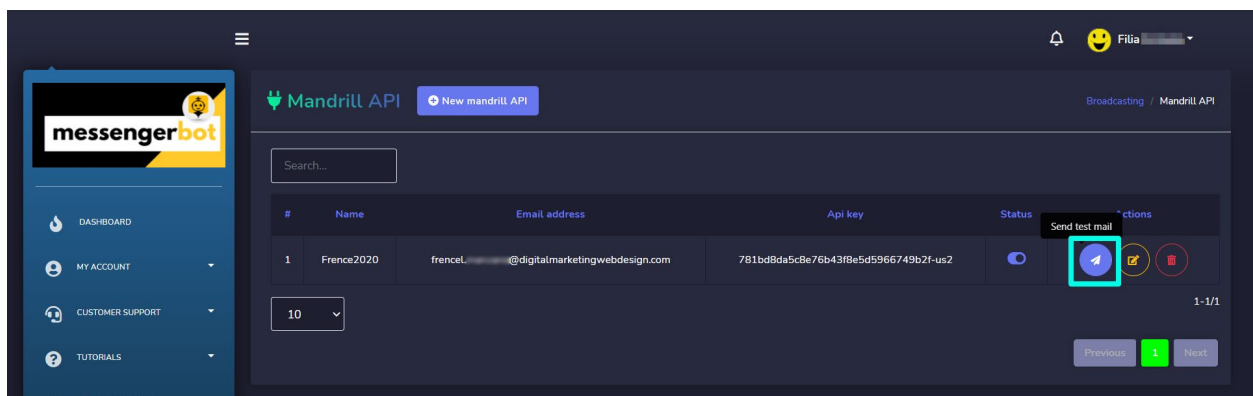 Filia
messengerbot
Mandrill API
New mandrill API
Broadcasting / Mandrill API
Search...
DASHBOARD
MY ACCOUNT
CUSTOMER SUPPORT
TUTORIALS
# Name Email address Api key Status ctions
Send test mail
1 Frence2020 frencel. @digitalmarketingwebdesign.com 781bd8da5c8e76b43f8e5d5966749b2f-us2
10
1-1/1
Previous 1 Next